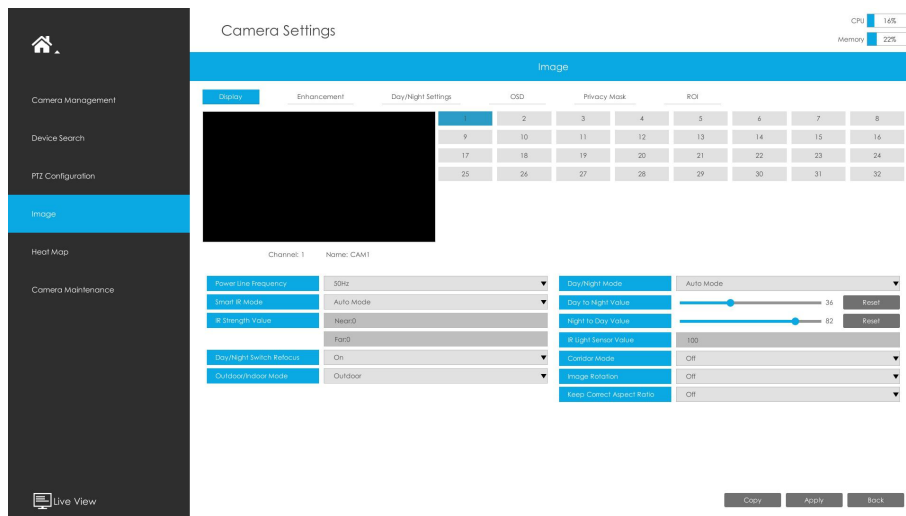 Camera Settings
CPU 16%
Memory 22%
Image
Camera Management
Device Search
PTZ Configuration
Image
Heat Map
Camera Maintenance
Live View
Display Enhancement Day/Night Settings OSD Privacy Mask ROI
1 2 3 4 5 6 7 8
9 10 11 12 13 14 15 16
17 18 19 20 21 22 23 24
25 26 27 28 29 30 31 32
Channel: 1 Name: CAM1
Power Line Frequency 50Hz
Smart IR Mode Auto Mode
IR Strength Value Near:0
Far:0
Day/Night Switch Refocus On
Outdoor/Indoor Mode Outdoor
Day/Night Mode Auto Mode
Day to Night Value 36 Reset
Night to Day Value 82 Reset
IR Light Sensor Value 100
Corridor Mode Off
Image Rotation Off
Keep Correct Aspect Ratio Off
Copy Apply Back